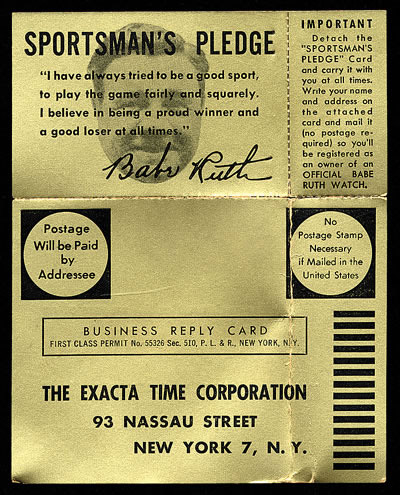 SPORTSMAN'S PLEDGE
"I have always tried to be a good sport,
to play the game fairly and squarely.
I believe in being a proud winner and
a good loser at all times."
Babe Ruth
IMPORTANT
Detach the
"SPORTSMAN'S
PLEDGE" Card
and carry it with
you at all times.
Write your name
and address on
the attached
card and mail it
(no postage re-
quired) so you'll
be registered as
an owner of an
OFFICIAL BABE
RUTH WATCH.
Postage
Will be Paid
by
Addressee
No
Postage Stamp
Necessary
if Mailed in the
United States
BUSINESS REPLY CARD
FIRST CLASS PERMIT No. 55326 Sec. 510, P. L. & R., NEW YORK, N.Y.
THE EXACTA TIME CORPORATION
93 NASSAU STREET
NEW YORK 7, N.Y.